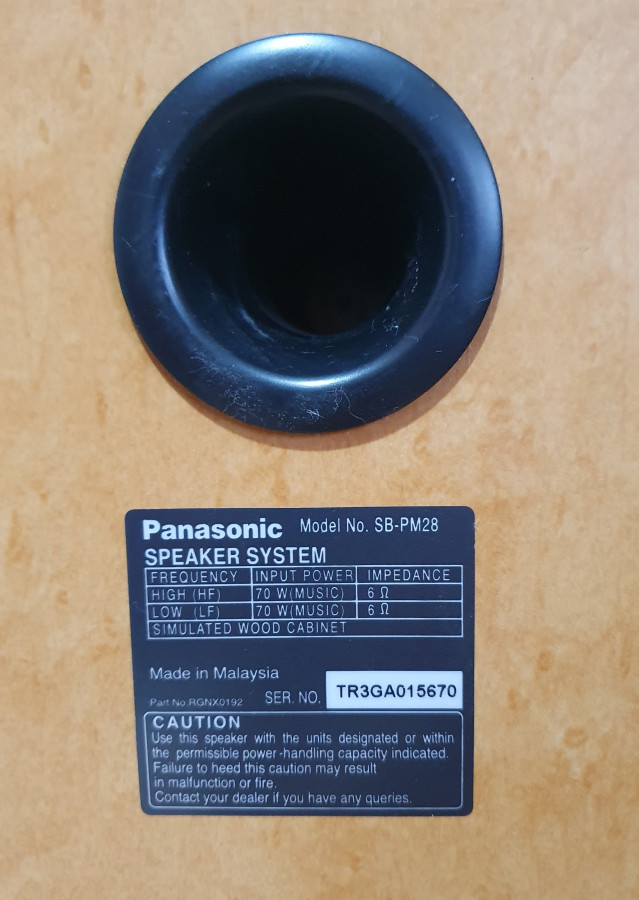 Panasonic Model No. SB-PM28
SPEAKER SYSTEM
FREQUENCY INPUT POWER IMPEDANCE
HIGH (HF) 70 W(MUSIC) 6 Ω
LOW (LF) 70 W(MUSIC) 6 Ω
SIMULATED WOOD CABINET
Made in Malaysia
Part No.RGNX0192 SER. NO. TR3GA015670
CAUTION
Use this speaker with the units designated or within
the permissible power-handling capacity indicated.
Failure to heed this caution may result
in malfunction or fire.
Contact your dealer if you have any queries.